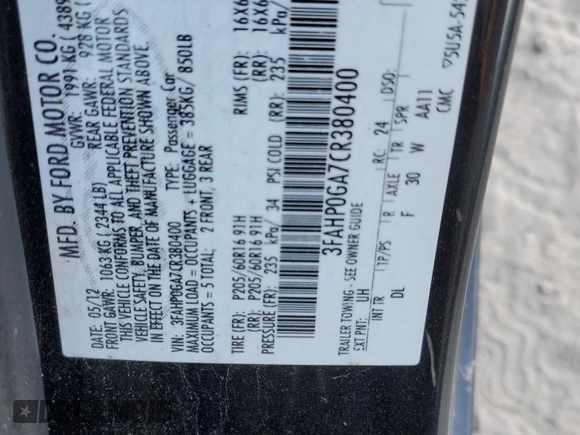 MFD. BY FORD MOTOR CO.
DATE: 05/12 GVWR: 1991 KG ( 4389
FRONT GAWR: 1063 KG ( 2344 LB) REAR GAWR: 928 KG (
THIS VEHICLE CONFORMS TO ALL APPLICABLE FEDERAL MOTOR
VEHICLE SAFETY, BUMPER, AND THEFT PREVENTION STANDARDS
IN EFFECT ON THE DATE OF MANUFACTURE SHOWN ABOVE.
VIN: 3FAHP0GA7CR380400 TYPE: Passenger Car
MAXIMUM LOAD = OCCUPANTS + LUGGAGE = 385KG/ 850LB
OCCUPANTS = 5 TOTAL: 2 FRONT, 3 REAR
TIRE (FR): P205/60R16 91H RIMS (FR): 16X6
TIRE (RR): P205/60R16 91H RIMS (RR): 16X6
PRESSURE (FR): 235 kPa/ 34 PSI COLD (RR): 235 kPa/
3FAHP0GA7CR380400
TRAILER TOWING - SEE OWNER GUIDE
EXT PNT: UH RC: 24 DSO:
INT TR TP/PS R AXLE TR SPR
DL F 30 W AA11
CMC 5U5A-542